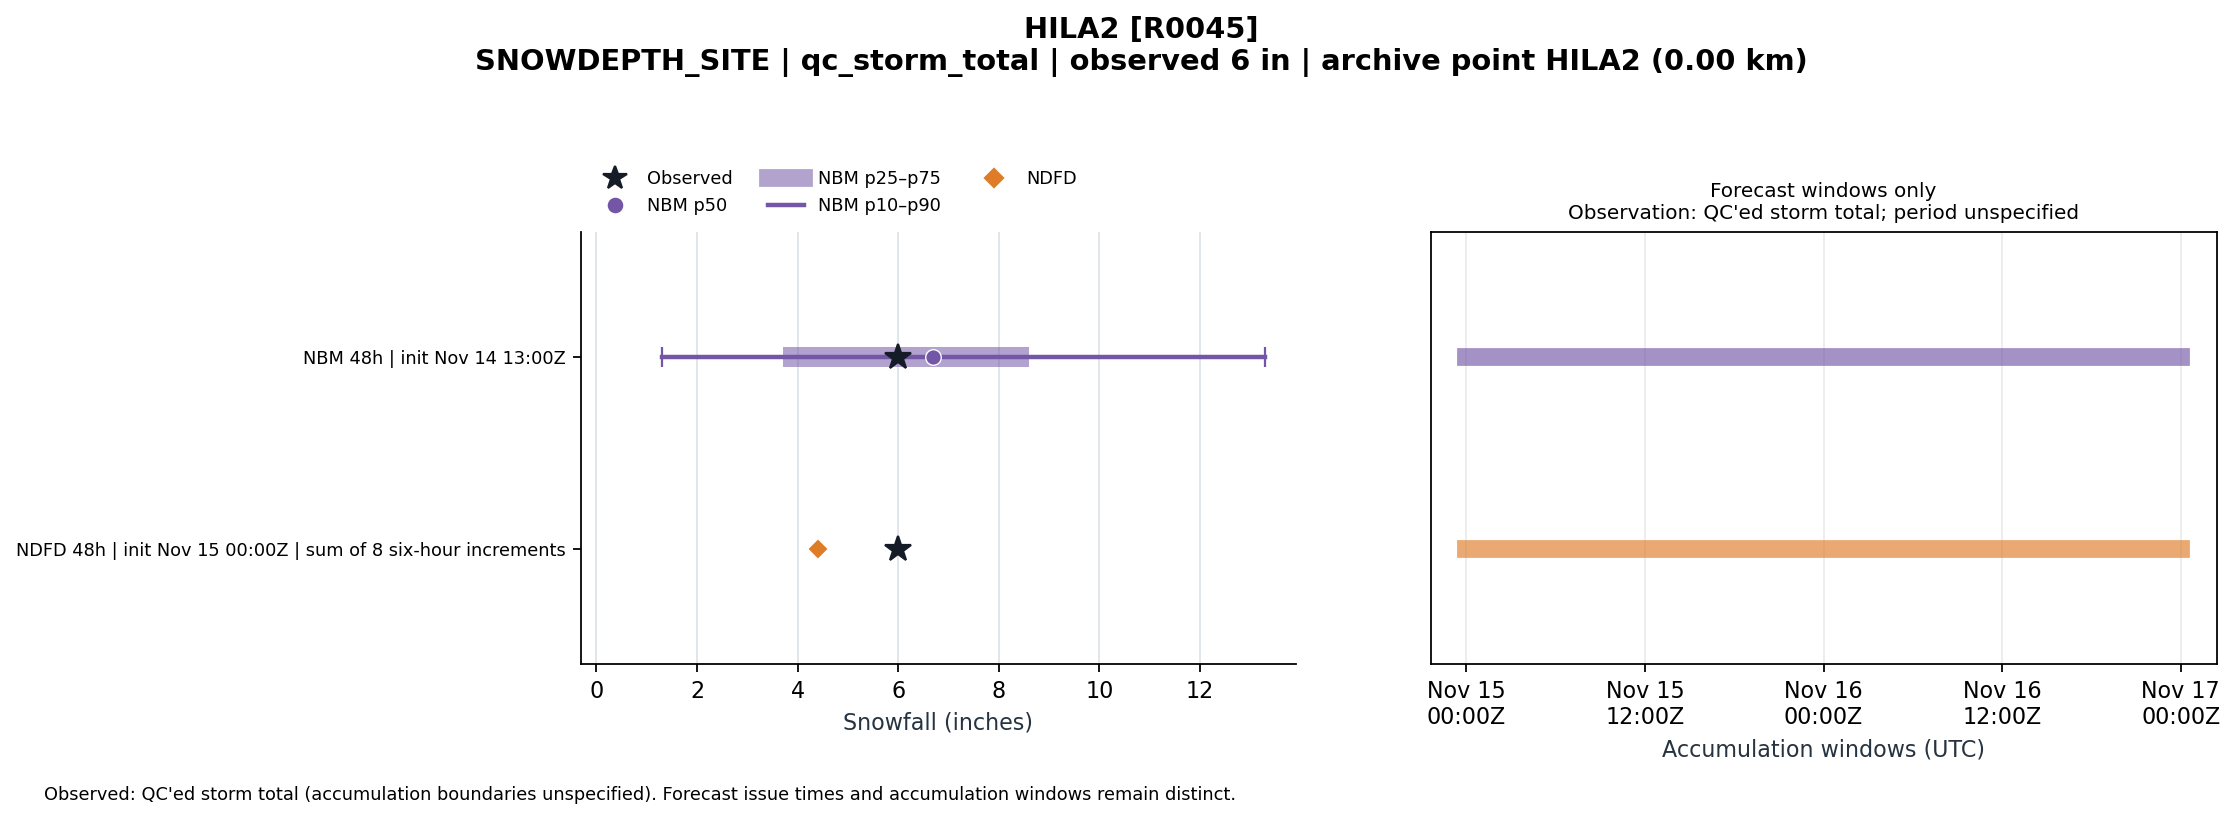 HILA2 [R0045]
SNOWDEPTH_SITE | qc_storm_total | observed 6 in | archive point HILA2 (0.00 km)
Observed
NBM p25–p75
NDFD
NBM p50
NBM p10–p90
Forecast windows only
Observation: QC'ed storm total; period unspecified
NBM 48h | init Nov 14 13:00Z
NDFD 48h | init Nov 15 00:00Z | sum of 8 six-hour increments
0 2 4 6 8 10 12
Snowfall (inches)
Nov 15 Nov 15 Nov 16 Nov 16 Nov 17
00:00Z 12:00Z 00:00Z 12:00Z 00:00Z
Accumulation windows (UTC)
Observed: QC'ed storm total (accumulation boundaries unspecified). Forecast issue times and accumulation windows remain distinct.